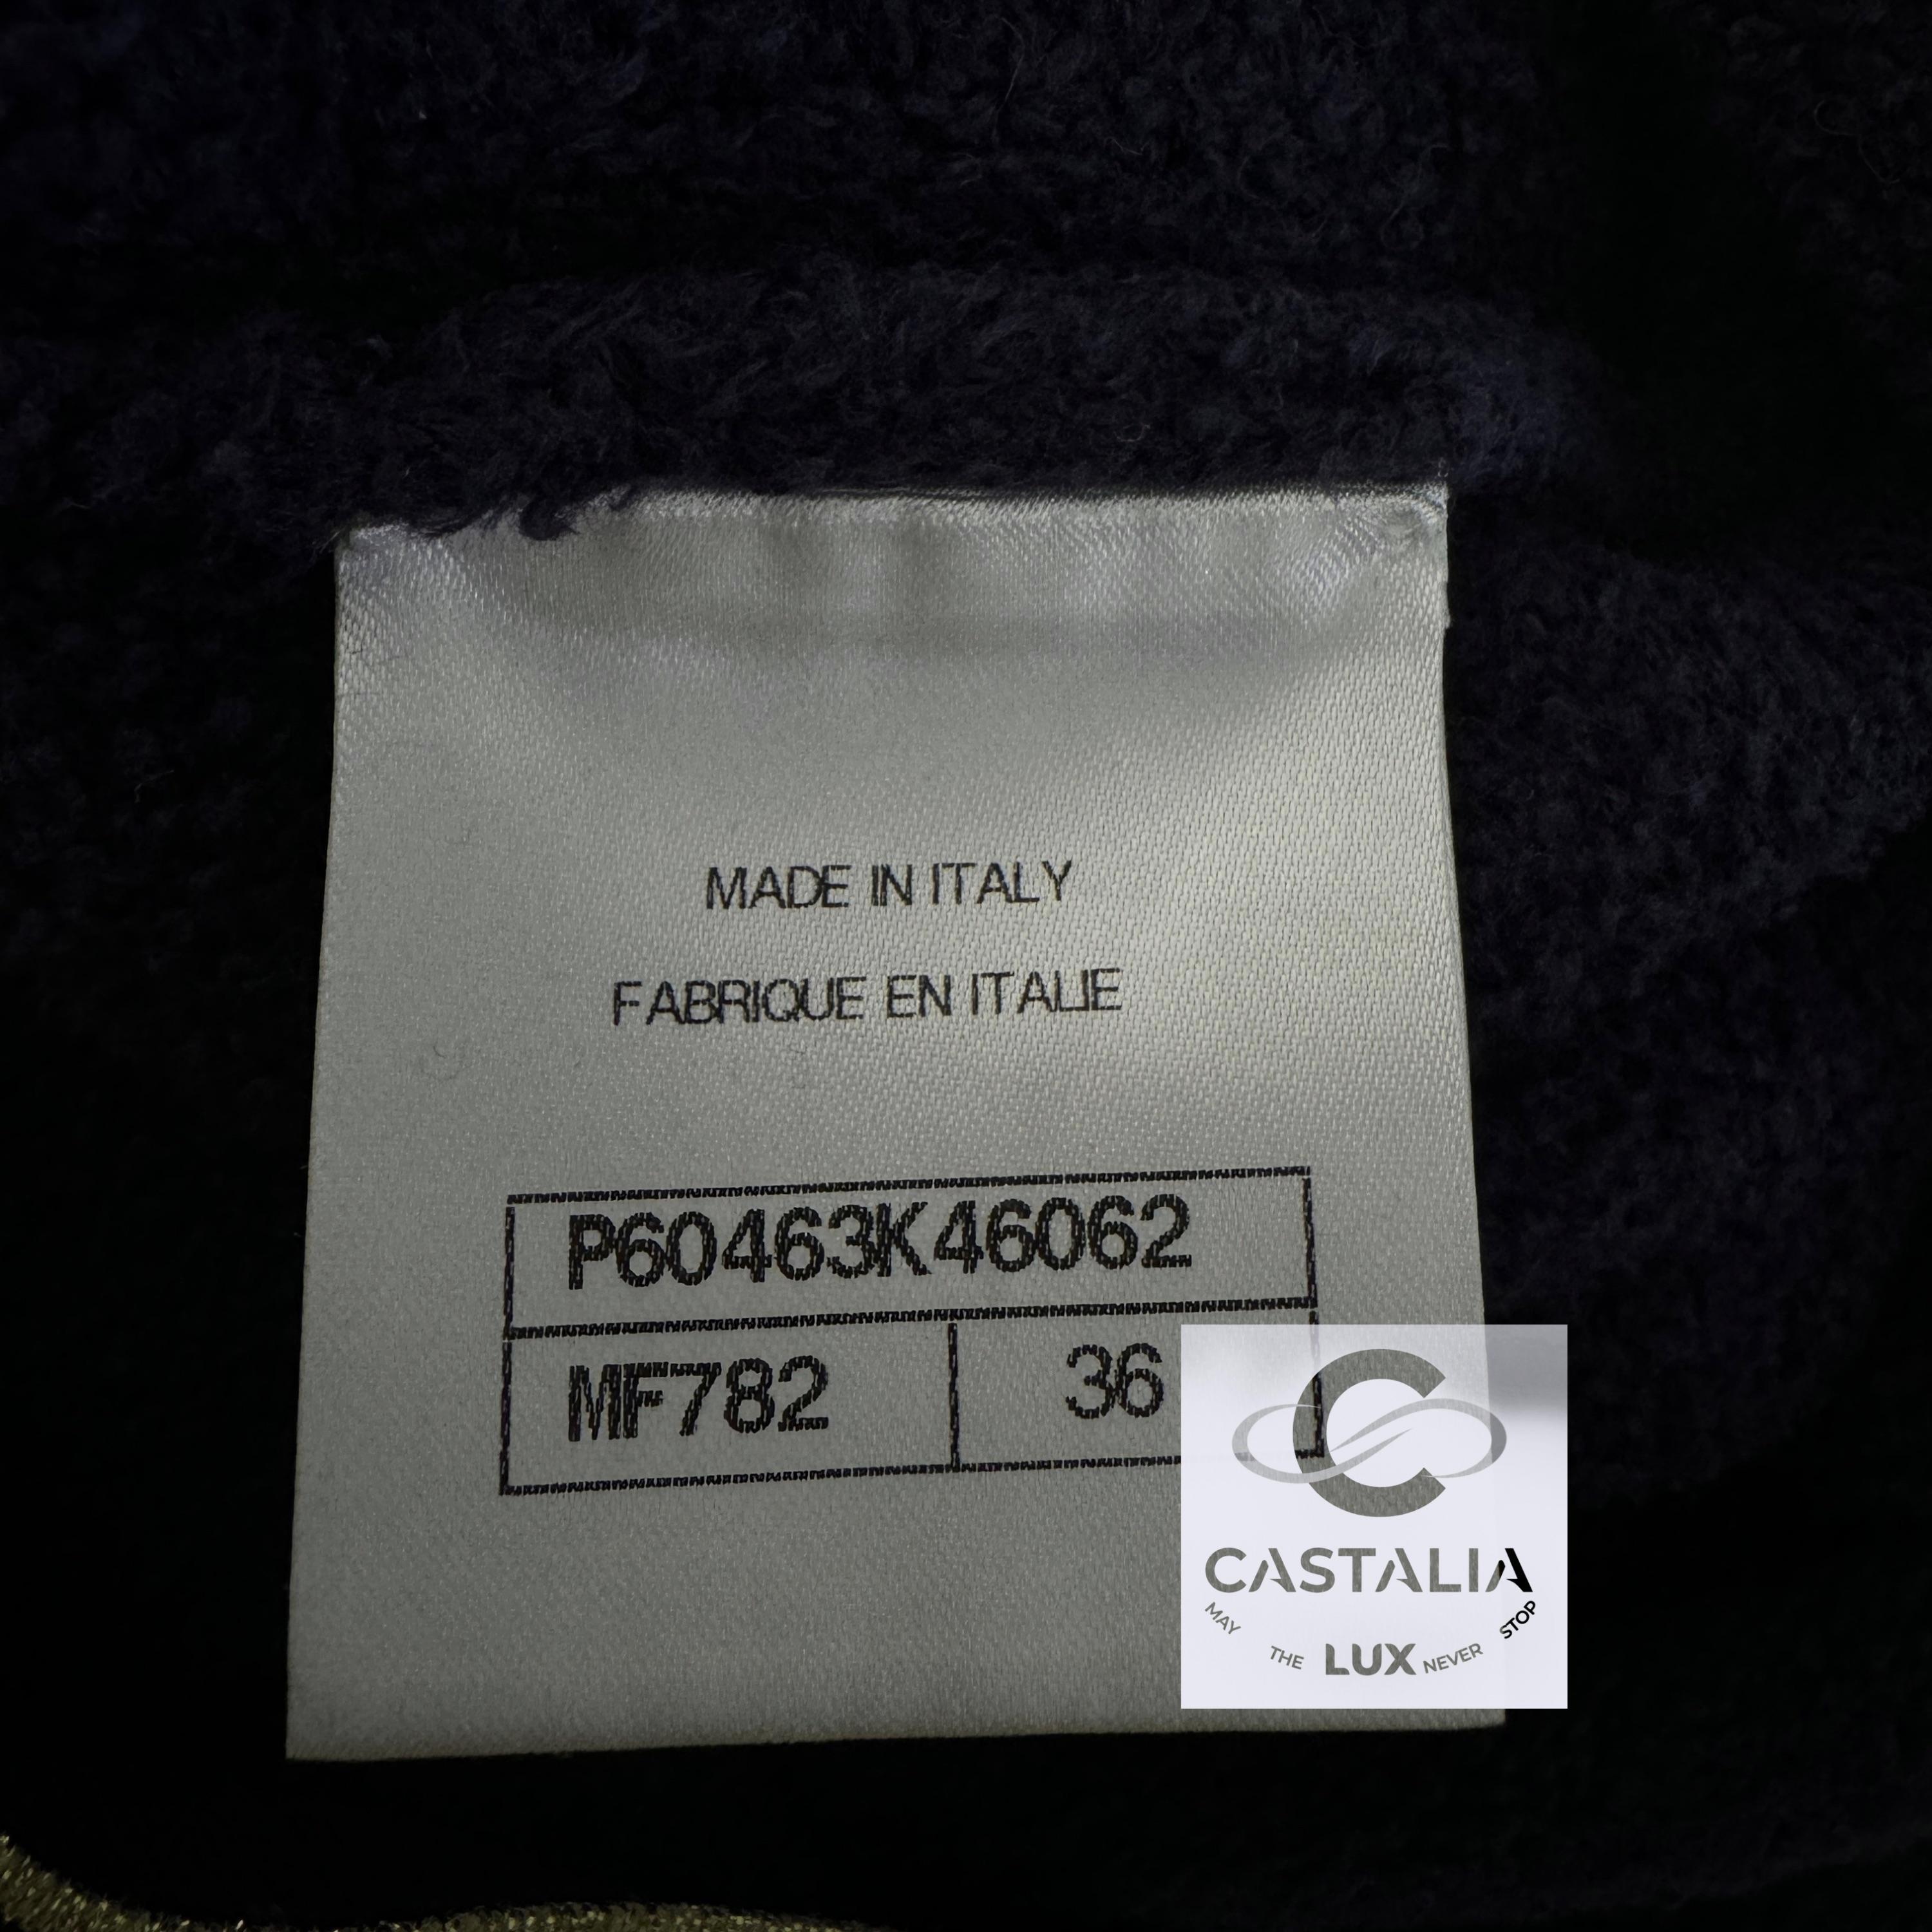 MADE IN ITALY
FABRIQUE EN ITALIE
P60463K46062
MF782 36
C
CASTALIA
MAY THE LUX NEVER STOP